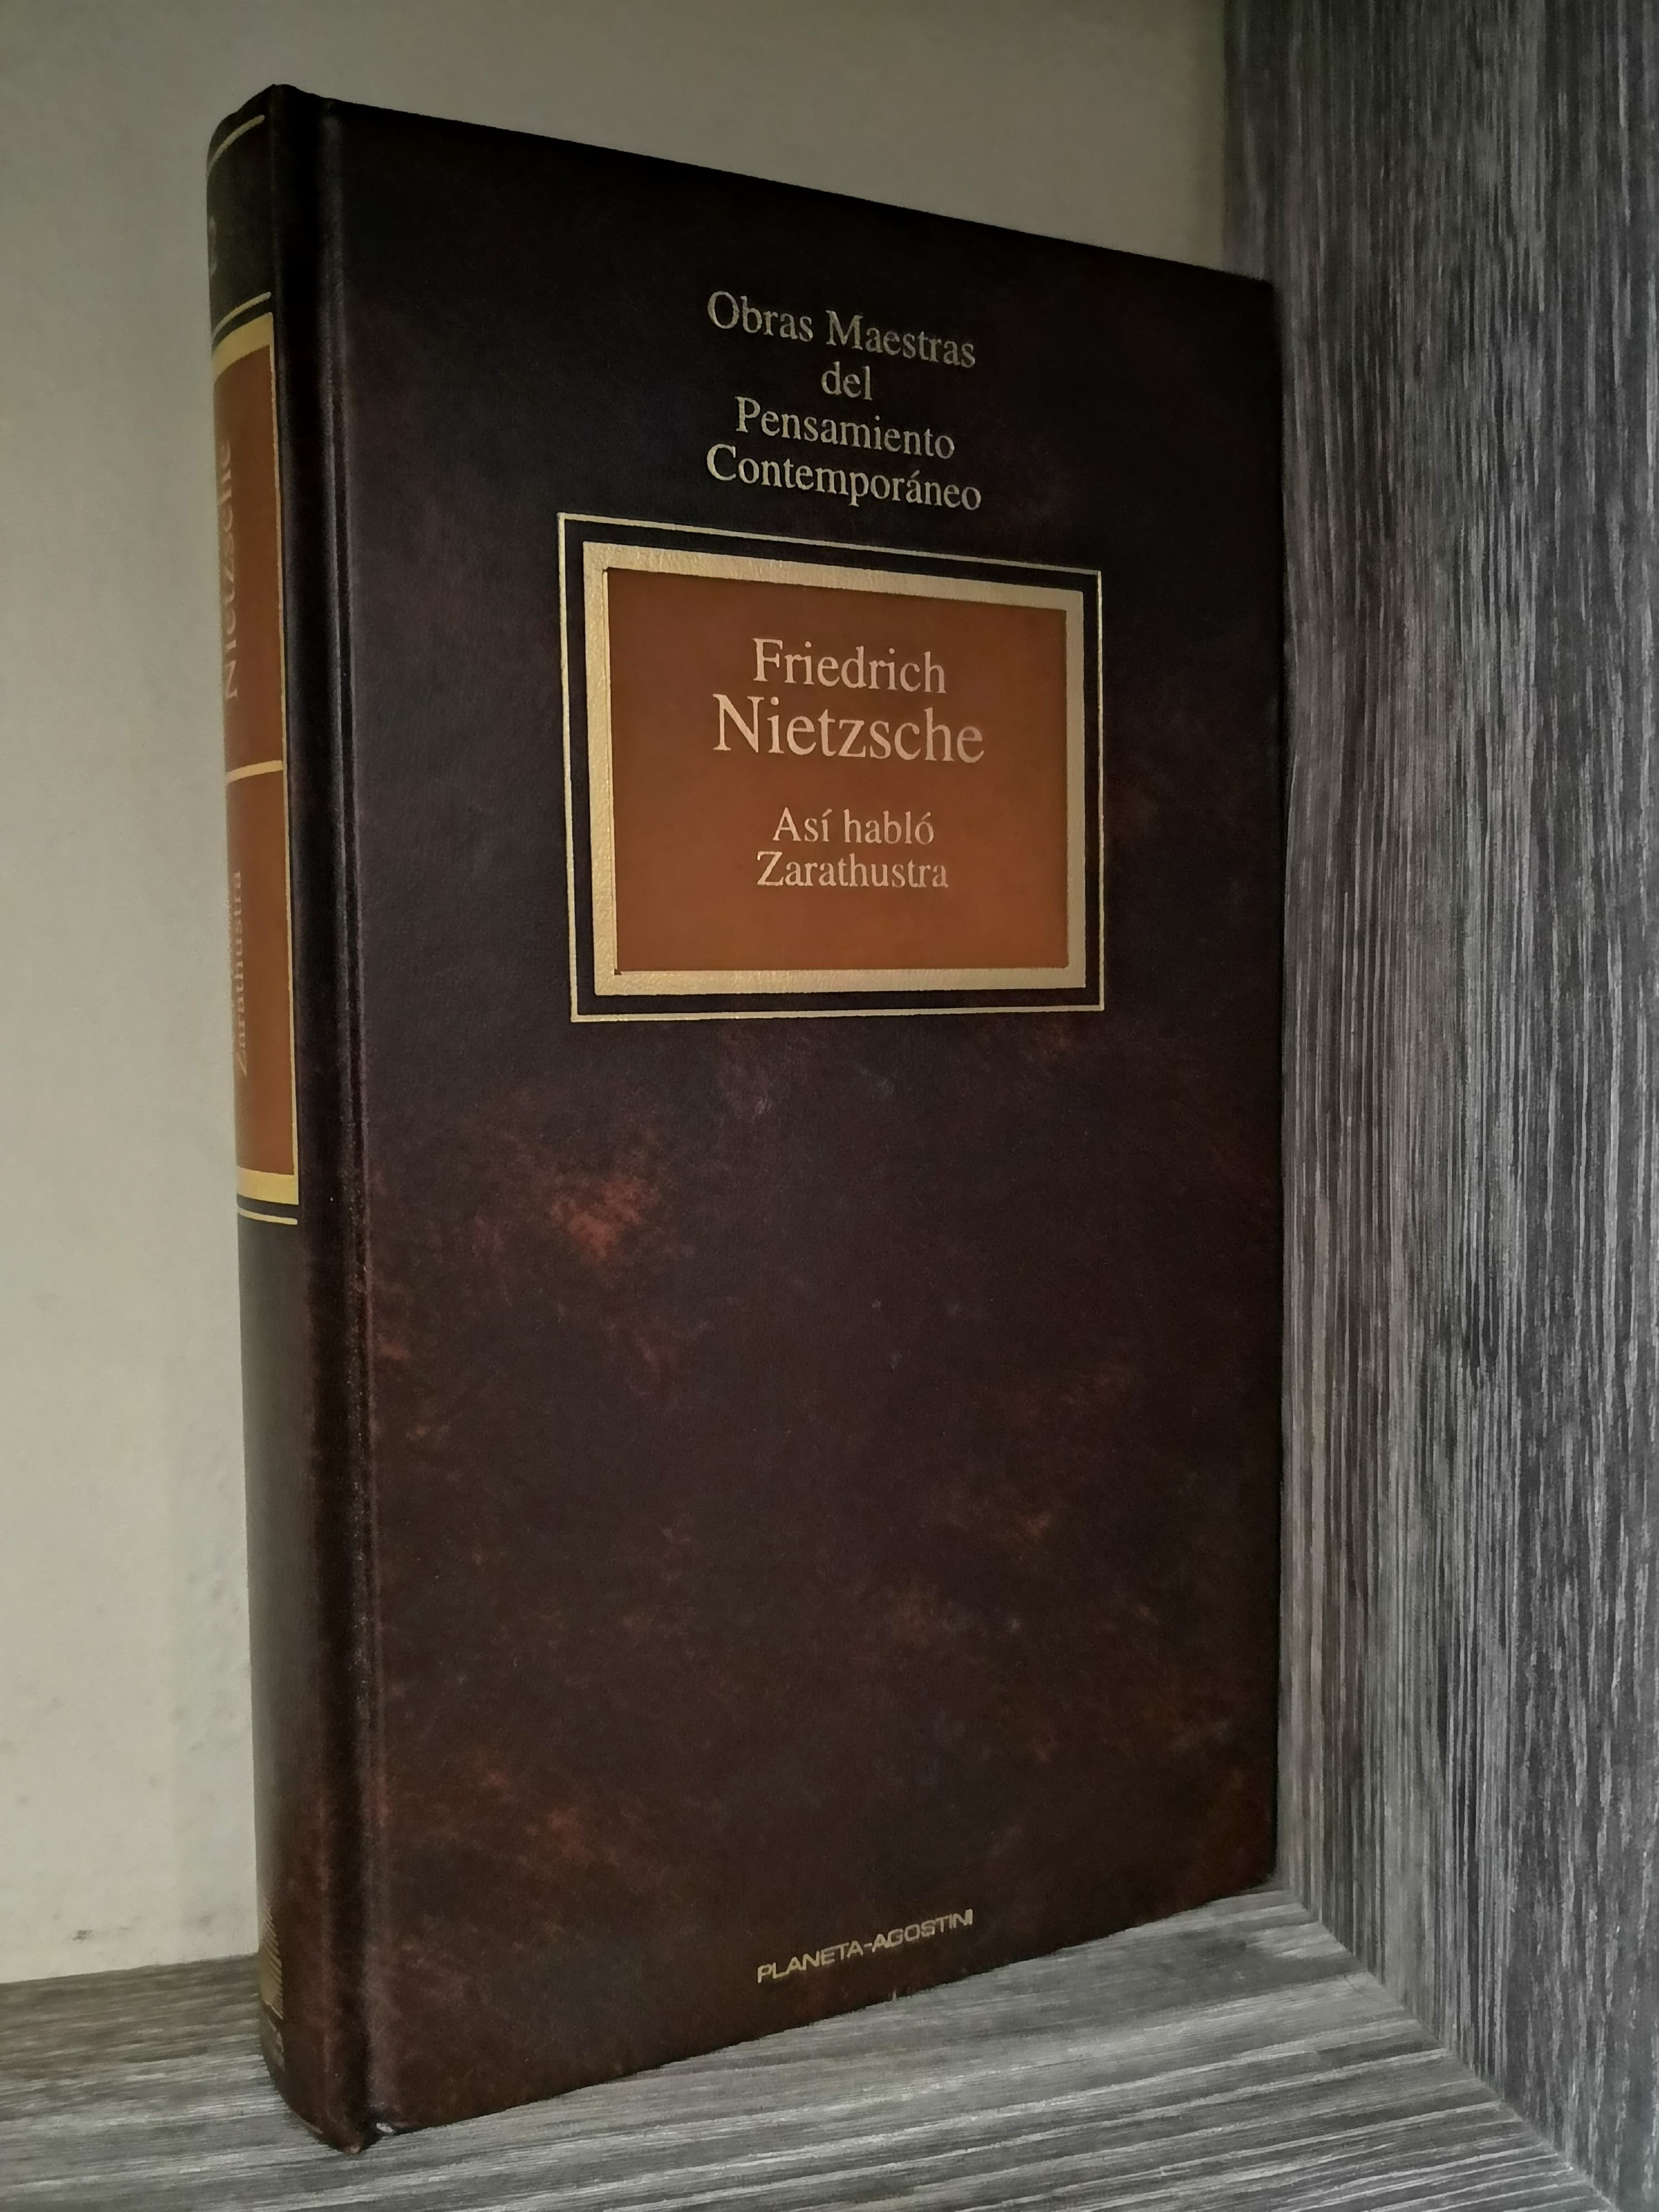 Obras Maestras
del
Pensamiento
Contemporáneo
Friedrich
Nietzsche
Así habló
Zarathustra
PLANETA-AGOSTINI
Nietzsche
Zarathustra